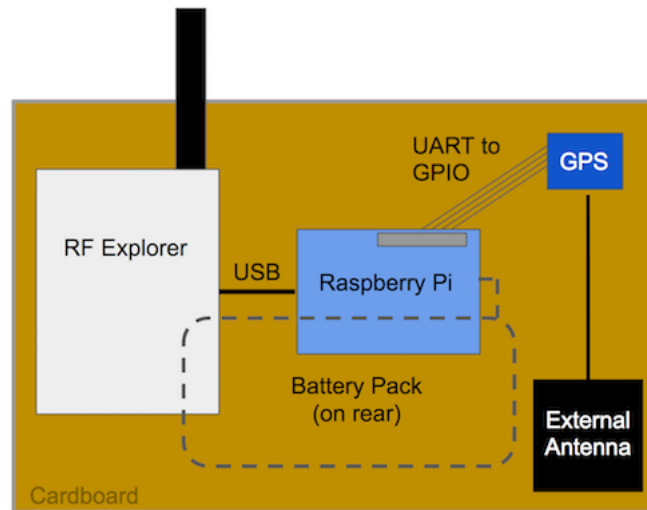 UART to
GPIO
GPS
RF Explorer
USB
Raspberry Pi
Battery Pack
(on rear)
External
Antenna
Cardboard